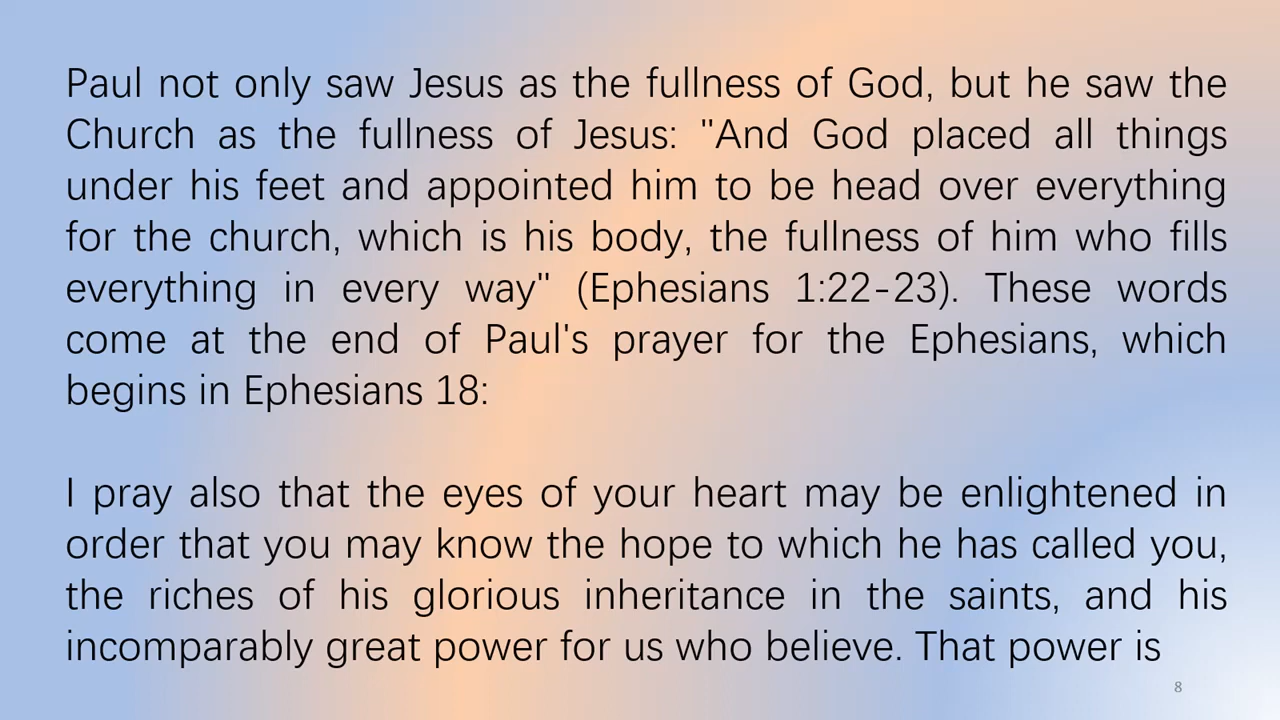 Paul not only saw Jesus as the fullness of God, but he saw the
Church as the fullness of Jesus: "And God placed all things
under his feet and appointed him to be head over everything
for the church, which is his body, the fullness of him who fills
everything in every way" (Ephesians 1:22-23). These words
come at the end of Paul's prayer for the Ephesians, which
begins in Ephesians 18:
I pray also that the eyes of your heart may be enlightened in
order that you may know the hope to which he has called you,
the riches of his glorious inheritance in the saints, and his
incomparably great power for us who believe. That power is
8